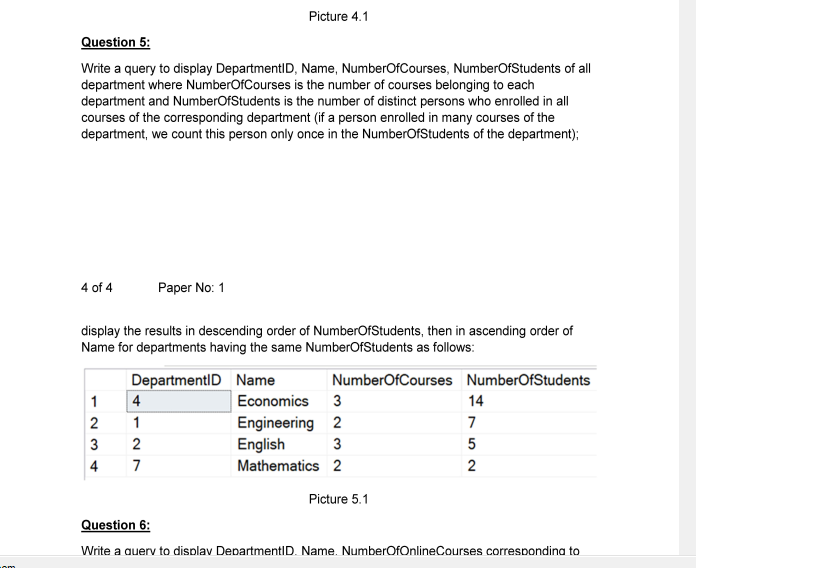 Picture 4.1
Question 5:
Write a query to display DepartmentID, Name, NumberOfCourses, NumberOfStudents of all
department where NumberOfCourses is the number of courses belonging to each
department and NumberOfStudents is the number of distinct persons who enrolled in all
courses of the corresponding department (if a person enrolled in many courses of the
department, we count this person only once in the NumberOfStudents of the department);
4 of 4 Paper No: 1
display the results in descending order of NumberOfStudents, then in ascending order of
Name for departments having the same NumberOfStudents as follows:
DepartmentID Name NumberOfCourses NumberOfStudents
1 4 Economics 3 14
2 1 Engineering 2 7
3 2 English 3 5
4 7 Mathematics 2 2
Picture 5.1
Question 6:
Write a query to display DepartmentID, Name, NumberOfOnlineCourses corresponding to